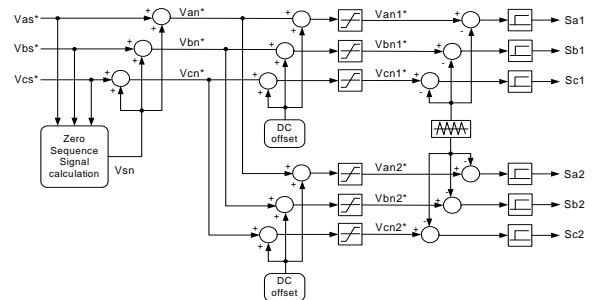 Vas*
Van*
Van1*
Sa1
Vbs*
Vbn*
Vbn1*
Sb1
Vcs*
Vcn*
Vcn1*
Sc1
Zero
Sequence
Signal
calculation
Vsn
DC
offset
Van2*
Sa2
Vbn2*
Sb2
Vcn2*
Sc2
DC
offset